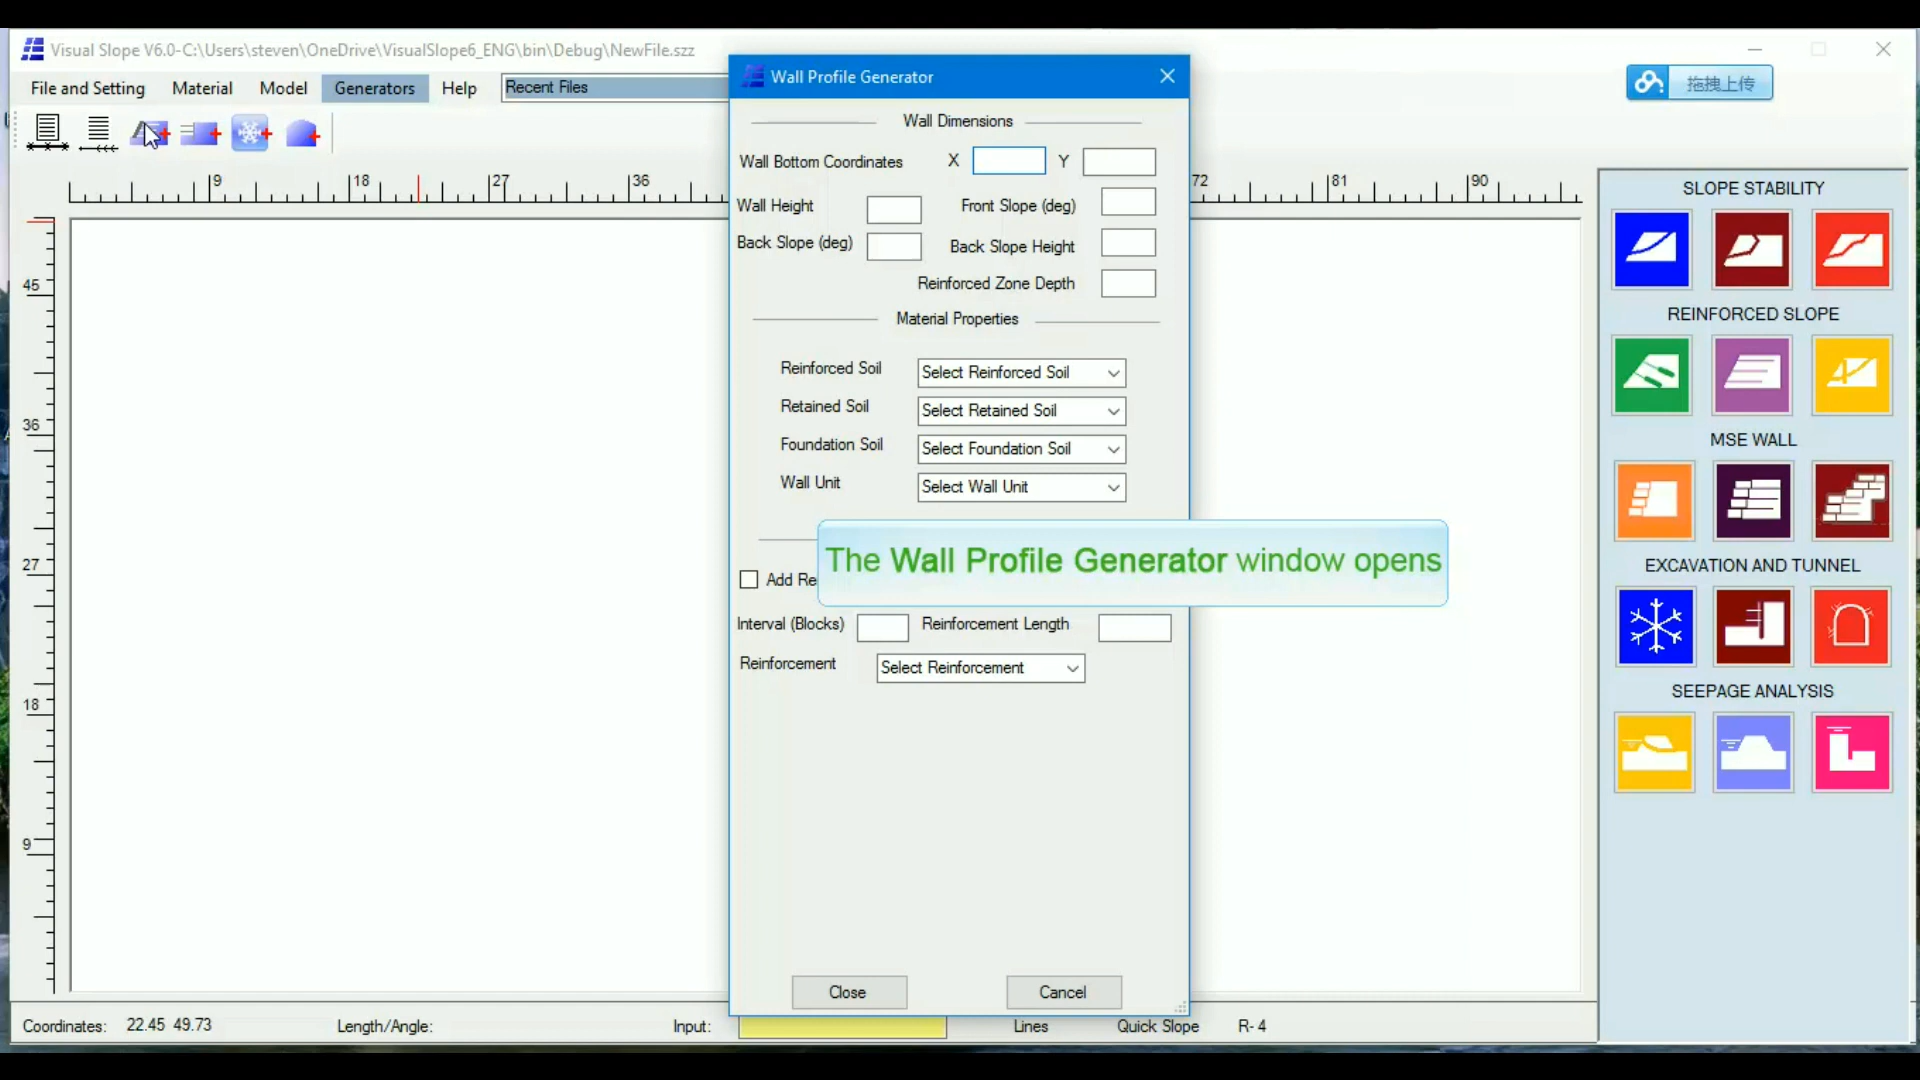 Visual Slope V6.0-C:\Users\steven\OneDrive\VisualSlope6_ENG\bin\Debug\NewFile.szz
File and Setting Material Model Generators Help Recent Files
拖拽上传
9 18 27 36 72 81 90
45
36
27
18
9
Wall Profile Generator
Wall Dimensions
Wall Bottom Coordinates X Y
Wall Height Front Slope (deg)
Back Slope (deg) Back Slope Height
Reinforced Zone Depth
Material Properties
Reinforced Soil Select Reinforced Soil
Retained Soil Select Retained Soil
Foundation Soil Select Foundation Soil
Wall Unit Select Wall Unit
The Wall Profile Generator window opens
Add Re
Interval (Blocks) Reinforcement Length
Reinforcement Select Reinforcement
Close Cancel
SLOPE STABILITY
REINFORCED SLOPE
MSE WALL
EXCAVATION AND TUNNEL
SEEPAGE ANALYSIS
Coordinates: 22.45 49.73 Length/Angle: Input: Lines Quick Slope R- 4